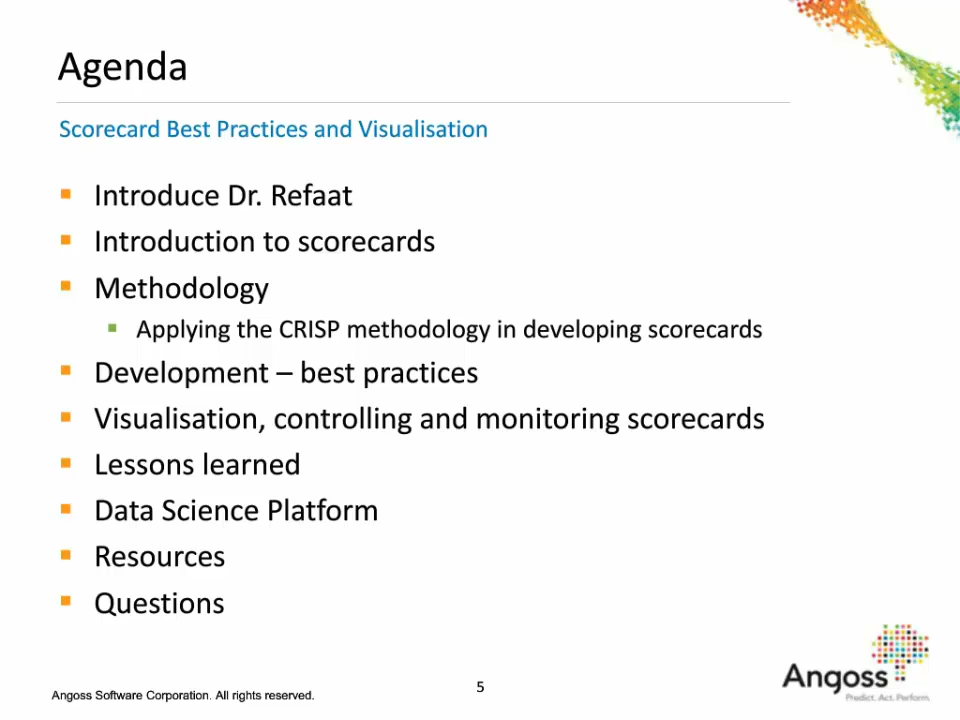 Agenda
Scorecard Best Practices and Visualisation
Introduce Dr. Refaat
Introduction to scorecards
Methodology
Applying the CRISP methodology in developing scorecards
Development – best practices
Visualisation, controlling and monitoring scorecards
Lessons learned
Data Science Platform
Resources
Questions
Angoss Software Corporation. All rights reserved.
5
Angoss
Predict. Act. Perform.